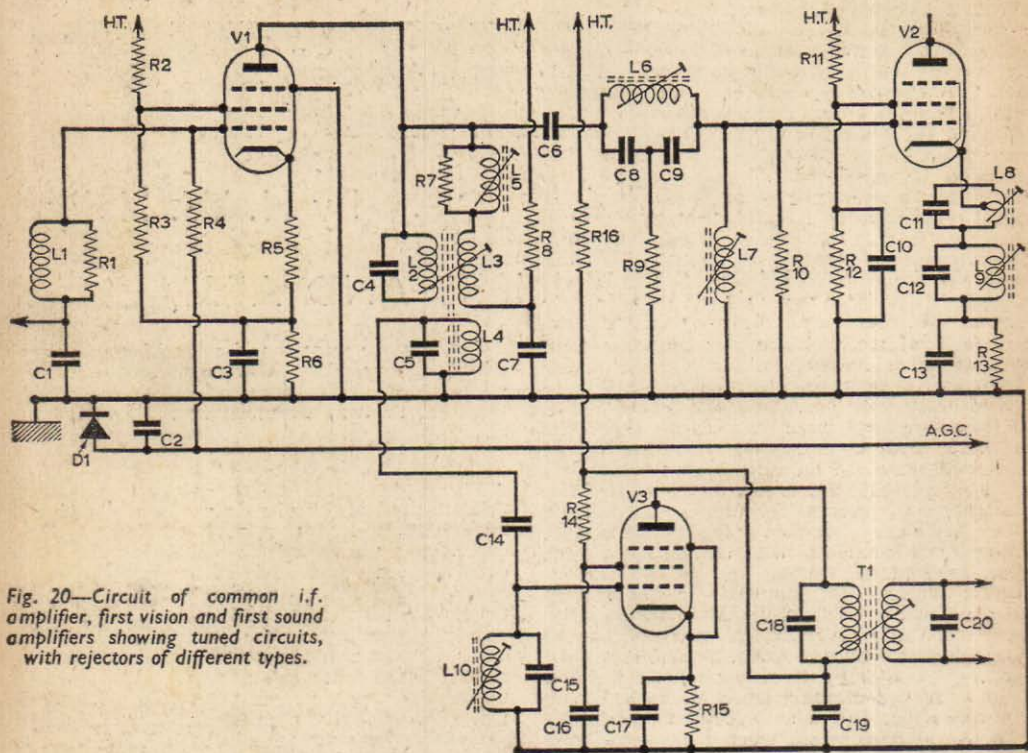 H.T.
H.T.
H.T.
R2
V1
V2
R11
L6
C6
C8
C9
R7
L5
L8
C11
R3
R4
R5
R8
R16
R9
L7
R10
R12
C10
L1
R1
L2
L3
C4
C12
L9
C1
C3
R6
C5
L4
C7
C13
R13
D1
C2
A.G.C.
R14
V3
T1
C14
C18
C20
L10
C15
C16
C17
R15
C19
Fig. 20—Circuit of common i.f.
amplifier, first vision and first sound
amplifiers showing tuned circuits,
with rejectors of different types.